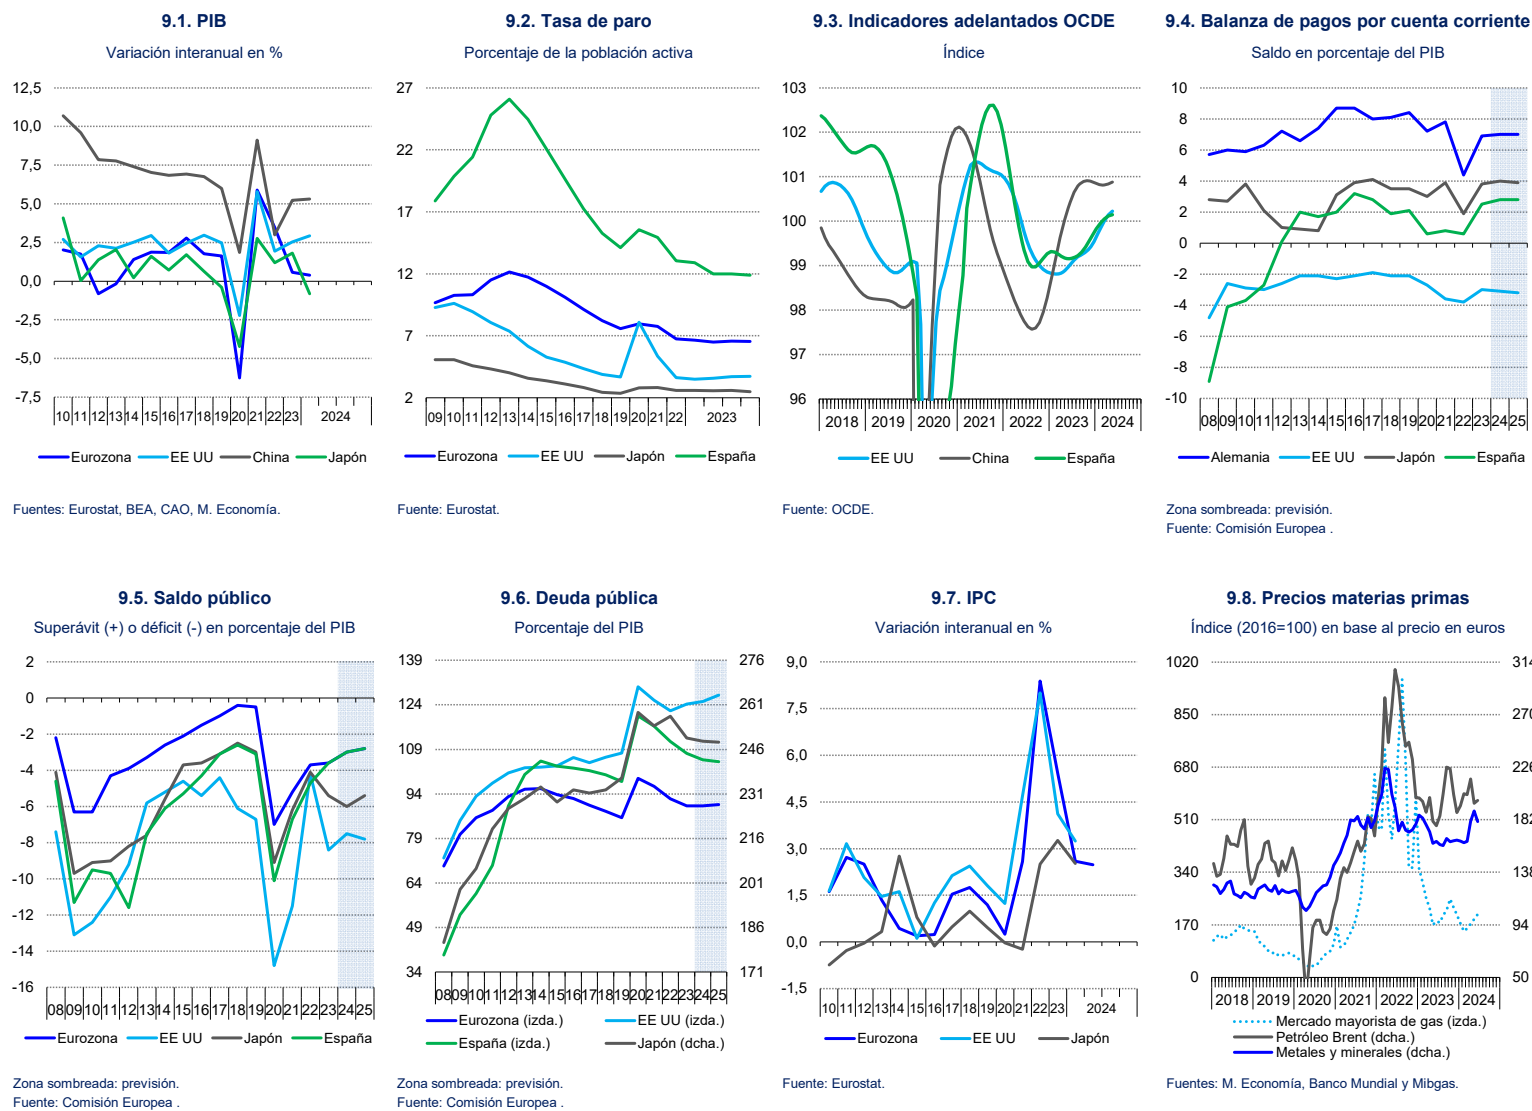 9.1. PIB
Variación interanual en %
12,5
10,0
7,5
5,0
2,5
0,0
-2,5
-5,0
-7,5
10 11 12 13 14 15 16 17 18 19 20 21 22 23 2024
Eurozona EE UU China Japón
Fuentes: Eurostat, BEA, CAO, M. Economía.
9.2. Tasa de paro
Porcentaje de la población activa
27
22
17
12
7
2
09 10 11 12 13 14 15 16 17 18 19 20 21 22 2023
Eurozona EE UU Japón España
Fuente: Eurostat.
9.3. Indicadores adelantados OCDE
Índice
103
102
101
100
99
98
97
96
2018 2019 2020 2021 2022 2023 2024
EE UU China España
Fuente: OCDE.
9.4. Balanza de pagos por cuenta corriente
Saldo en porcentaje del PIB
10
8
6
4
2
0
-2
-4
-6
-8
-10
08 09 10 11 12 13 14 15 16 17 18 19 20 21 22 23 24 25
Alemania EE UU Japón España
Zona sombreada: previsión.
Fuente: Comisión Europea .
9.5. Saldo público
Superávit (+) o déficit (-) en porcentaje del PIB
2
0
-2
-4
-6
-8
-10
-12
-14
-16
08 09 10 11 12 13 14 15 16 17 18 19 20 21 22 23 24 25
Eurozona EE UU Japón España
Zona sombreada: previsión.
Fuente: Comisión Europea .
9.6. Deuda pública
Porcentaje del PIB
139 276
124 261
109 246
94 231
79 216
64 201
49 186
34 171
08 09 10 11 12 13 14 15 16 17 18 19 20 21 22 23 24 25
Eurozona (izda.) EE UU (izda.)
España (izda.) Japón (dcha.)
Zona sombreada: previsión.
Fuente: Comisión Europea .
9.7. IPC
Variación interanual en %
9,0
7,5
6,0
4,5
3,0
1,5
0,0
-1,5
10 11 12 13 14 15 16 17 18 19 20 21 22 23 2024
Eurozona EE UU Japón
Fuente: Eurostat.
9.8. Precios materias primas
Índice (2016=100) en base al precio en euros
1020 314
850 270
680 226
510 182
340 138
170 94
0 50
2018 2019 2020 2021 2022 2023 2024
Mercado mayorista de gas (izda.)
Petróleo Brent (dcha.)
Metales y minerales (dcha.)
Fuentes: M. Economía, Banco Mundial y Mibgas.